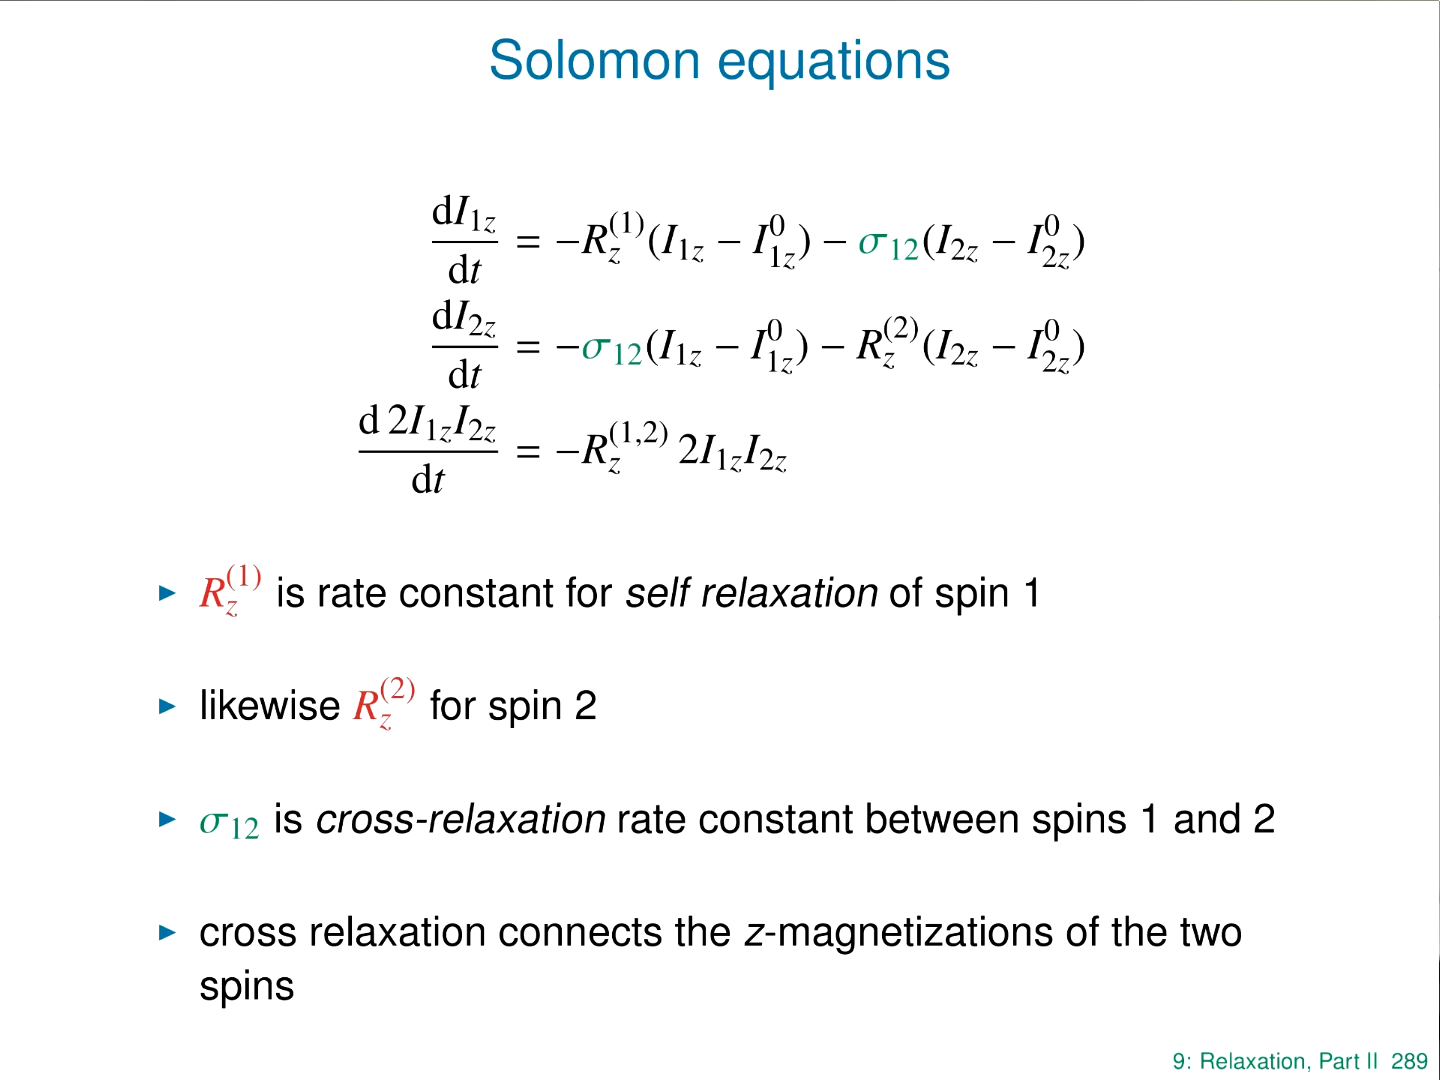 Solomon equations
dI₁z/dt = −Rz⁽¹⁾(I₁z − I⁰₁z) − σ₁₂(I₂z − I⁰₂z)
dI₂z/dt = −σ₁₂(I₁z − I⁰₁z) − Rz⁽²⁾(I₂z − I⁰₂z)
d 2I₁zI₂z/dt = −Rz⁽¹,²⁾ 2I₁zI₂z
▶ Rz⁽¹⁾ is rate constant for self relaxation of spin 1
▶ likewise Rz⁽²⁾ for spin 2
▶ σ₁₂ is cross-relaxation rate constant between spins 1 and 2
▶ cross relaxation connects the z-magnetizations of the two
spins
9: Relaxation, Part II 289